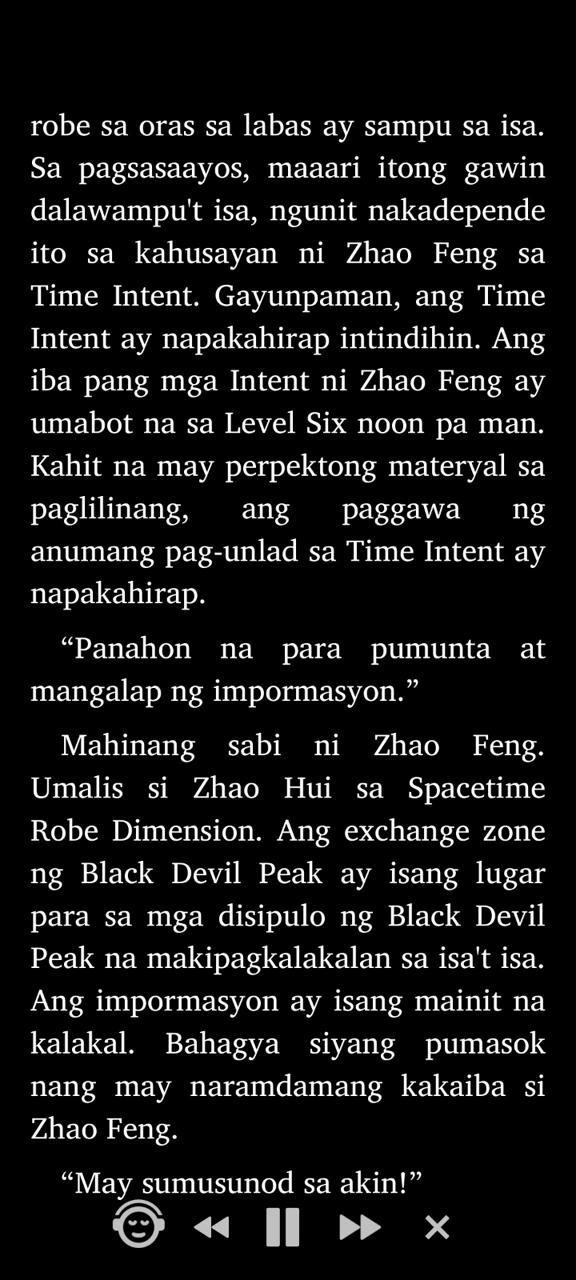 robe sa oras sa labas ay sampu sa isa.
Sa pagsasaayos, maaari itong gawin
dalawampu't isa, ngunit nakadepende
ito sa kahusayan ni Zhao Feng sa
Time Intent. Gayunpaman, ang Time
Intent ay napakahirap intindihin. Ang
iba pang mga Intent ni Zhao Feng ay
umabot na sa Level Six noon pa man.
Kahit na may perpektong materyal sa
paglilinang, ang paggawa ng
anumang pag-unlad sa Time Intent ay
napakahirap.
“Panahon na para pumunta at
mangalap ng impormasyon.”
Mahinang sabi ni Zhao Feng.
Umalis si Zhao Hui sa Spacetime
Robe Dimension. Ang exchange zone
ng Black Devil Peak ay isang lugar
para sa mga disipulo ng Black Devil
Peak na makipagkalakalan sa isa't isa.
Ang impormasyon ay isang mainit na
kalakal. Bahagya siyang pumasok
nang may naramdamang kakaiba si
Zhao Feng.
“May sumusunod sa akin!”